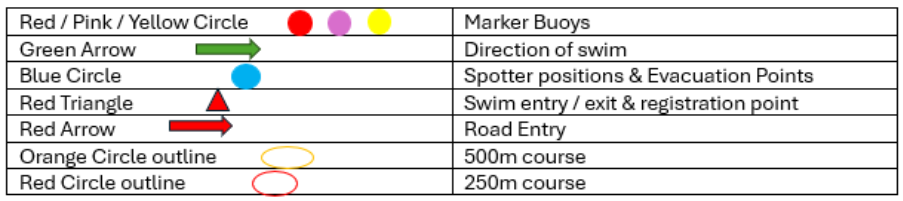 Red / Pink / Yellow Circle Marker Buoys
Green Arrow Direction of swim
Blue Circle Spotter positions & Evacuation Points
Red Triangle Swim entry / exit & registration point
Red Arrow Road Entry
Orange Circle outline 500m course
Red Circle outline 250m course